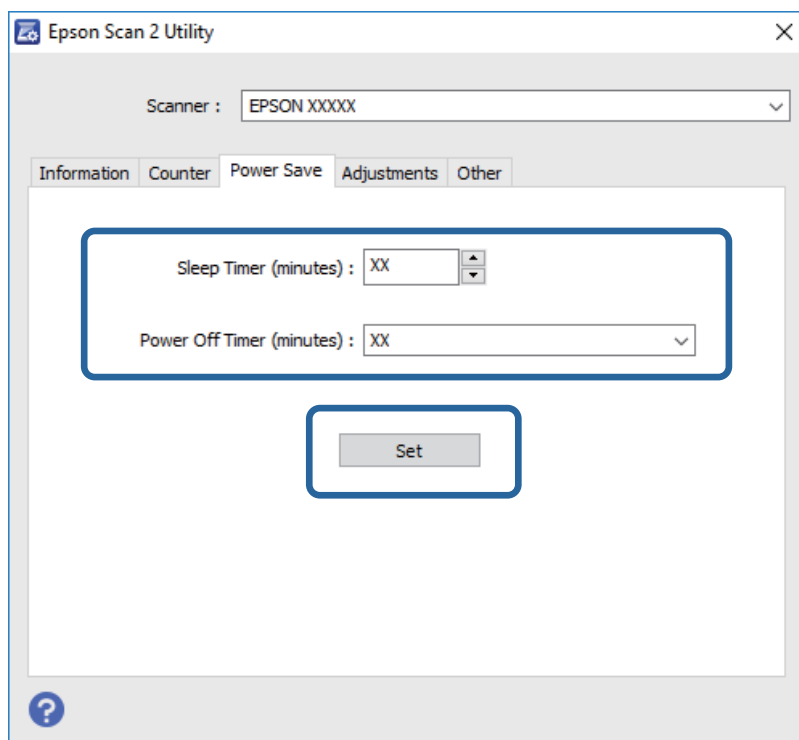 Epson Scan 2 Utility
Scanner : EPSON XXXXX
Information Counter Power Save Adjustments Other
Sleep Timer (minutes) : XX
Power Off Timer (minutes) : XX
Set
?